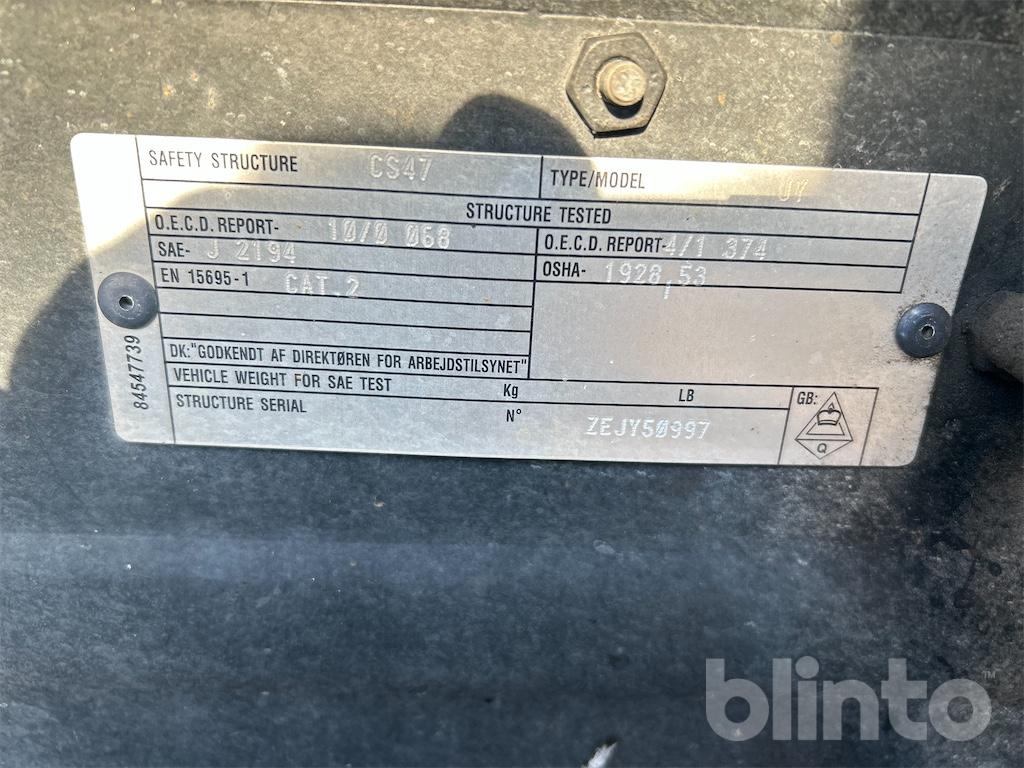 SAFETY STRUCTURE CS47 TYPE/MODEL
STRUCTURE TESTED
O.E.C.D. REPORT- 10/0 068 O.E.C.D. REPORT- 4/1 374
SAE- J 2194 OSHA- 1928,53
EN 15695-1 CAT.2
DK:"GODKENDT AF DIREKTØREN FOR ARBEJDSTILSYNET"
VEHICLE WEIGHT FOR SAE TEST Kg LB
STRUCTURE SERIAL N° ZEJY50997
GB:
Q
84547739
blinto™